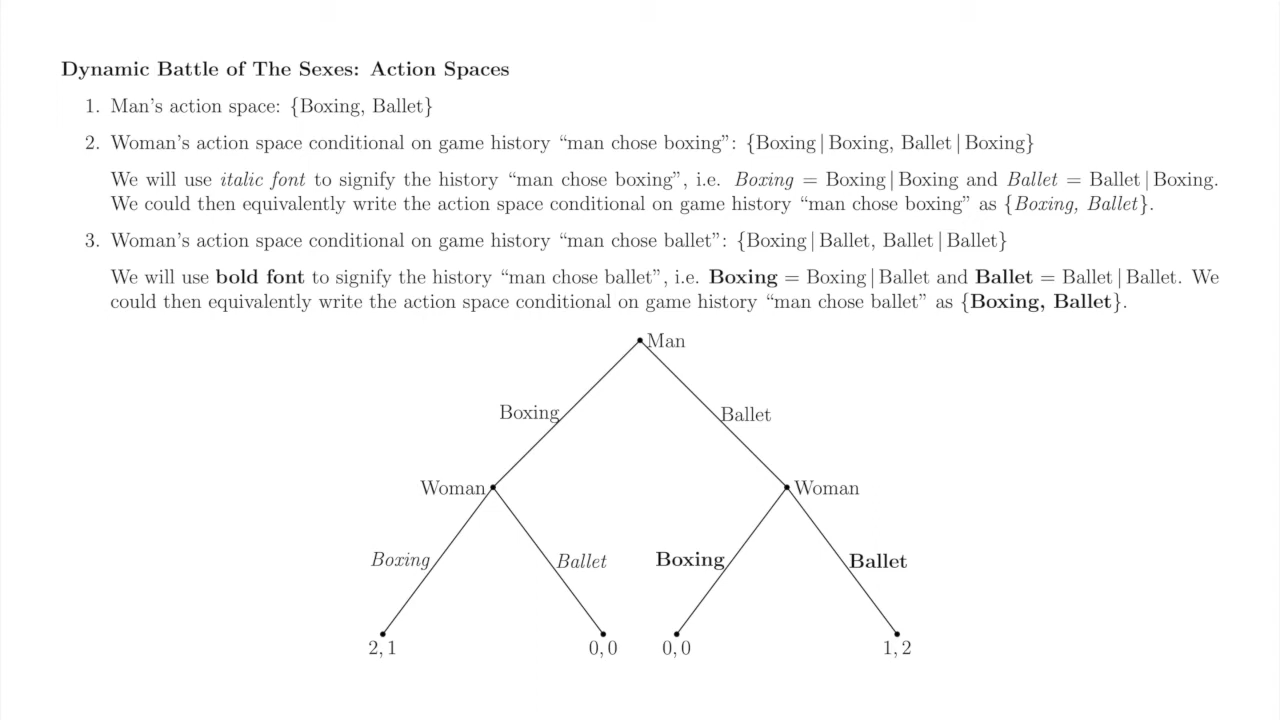 Dynamic Battle of The Sexes: Action Spaces
1. Man's action space: {Boxing, Ballet}
2. Woman's action space conditional on game history “man chose boxing”: {Boxing | Boxing, Ballet | Boxing}
We will use italic font to signify the history “man chose boxing”, i.e. Boxing = Boxing | Boxing and Ballet = Ballet | Boxing.
We could then equivalently write the action space conditional on game history “man chose boxing” as {Boxing, Ballet}.
3. Woman's action space conditional on game history “man chose ballet”: {Boxing | Ballet, Ballet | Ballet}
We will use bold font to signify the history “man chose ballet”, i.e. Boxing = Boxing | Ballet and Ballet = Ballet | Ballet. We
could then equivalently write the action space conditional on game history “man chose ballet” as {Boxing, Ballet}.
Man
Boxing Ballet
Woman Woman
Boxing Ballet Boxing Ballet
2, 1 0, 0 0, 0 1, 2